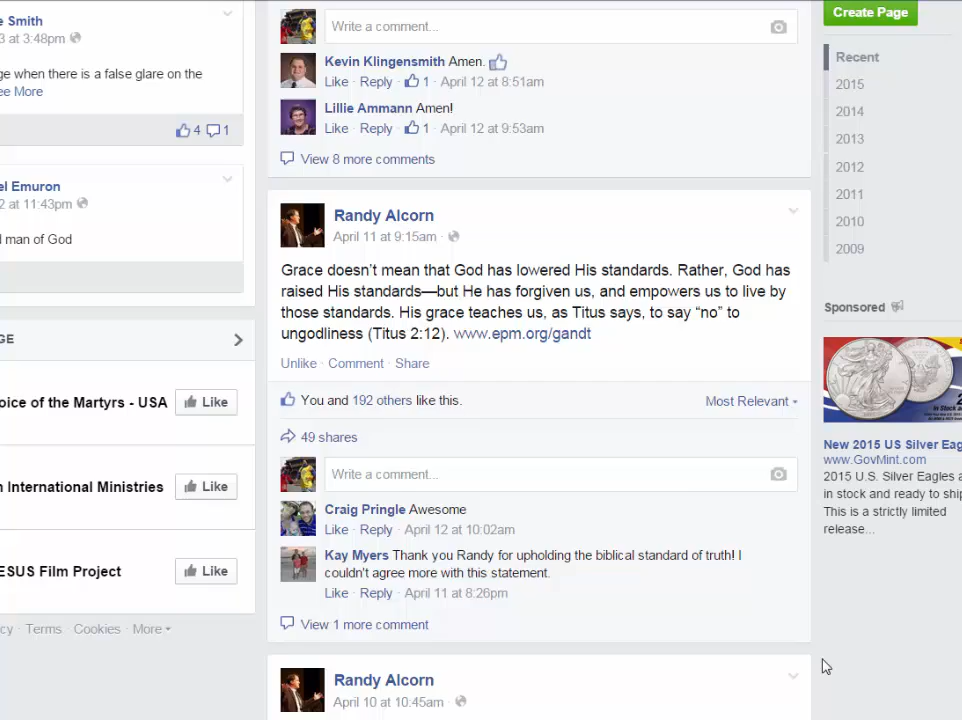 e Smith
3 at 3:48pm
ge when there is a false glare on the
ee More
4 1
el Emuron
2 at 11:43pm
l man of God
GE
oice of the Martyrs - USA
Like
n International Ministries
Like
ESUS Film Project
Like
cy · Terms · Cookies · More
Write a comment...
Kevin Klingensmith Amen.
Like · Reply · 1 · April 12 at 8:51am
Lillie Ammann Amen!
Like · Reply · 1 · April 12 at 9:53am
View 8 more comments
Randy Alcorn
April 11 at 9:15am ·
Grace doesn’t mean that God has lowered His standards. Rather, God has
raised His standards—but He has forgiven us, and empowers us to live by
those standards. His grace teaches us, as Titus says, to say “no” to
ungodliness (Titus 2:12). www.epm.org/gandt
Unlike · Comment · Share
You and 192 others like this.
Most Relevant
49 shares
Write a comment...
Craig Pringle Awesome
Like · Reply · April 12 at 10:02am
Kay Myers Thank you Randy for upholding the biblical standard of truth! I
couldn’t agree more with this statement.
Like · Reply · April 11 at 8:26pm
View 1 more comment
Randy Alcorn
April 10 at 10:45am ·
Create Page
Recent
2015
2014
2013
2012
2011
2010
2009
Sponsored
In Stock a
New 2015 US Silver Eag
www.GovMint.com
2015 U.S. Silver Eagles a
in stock and ready to ship
This is a strictly limited
release...